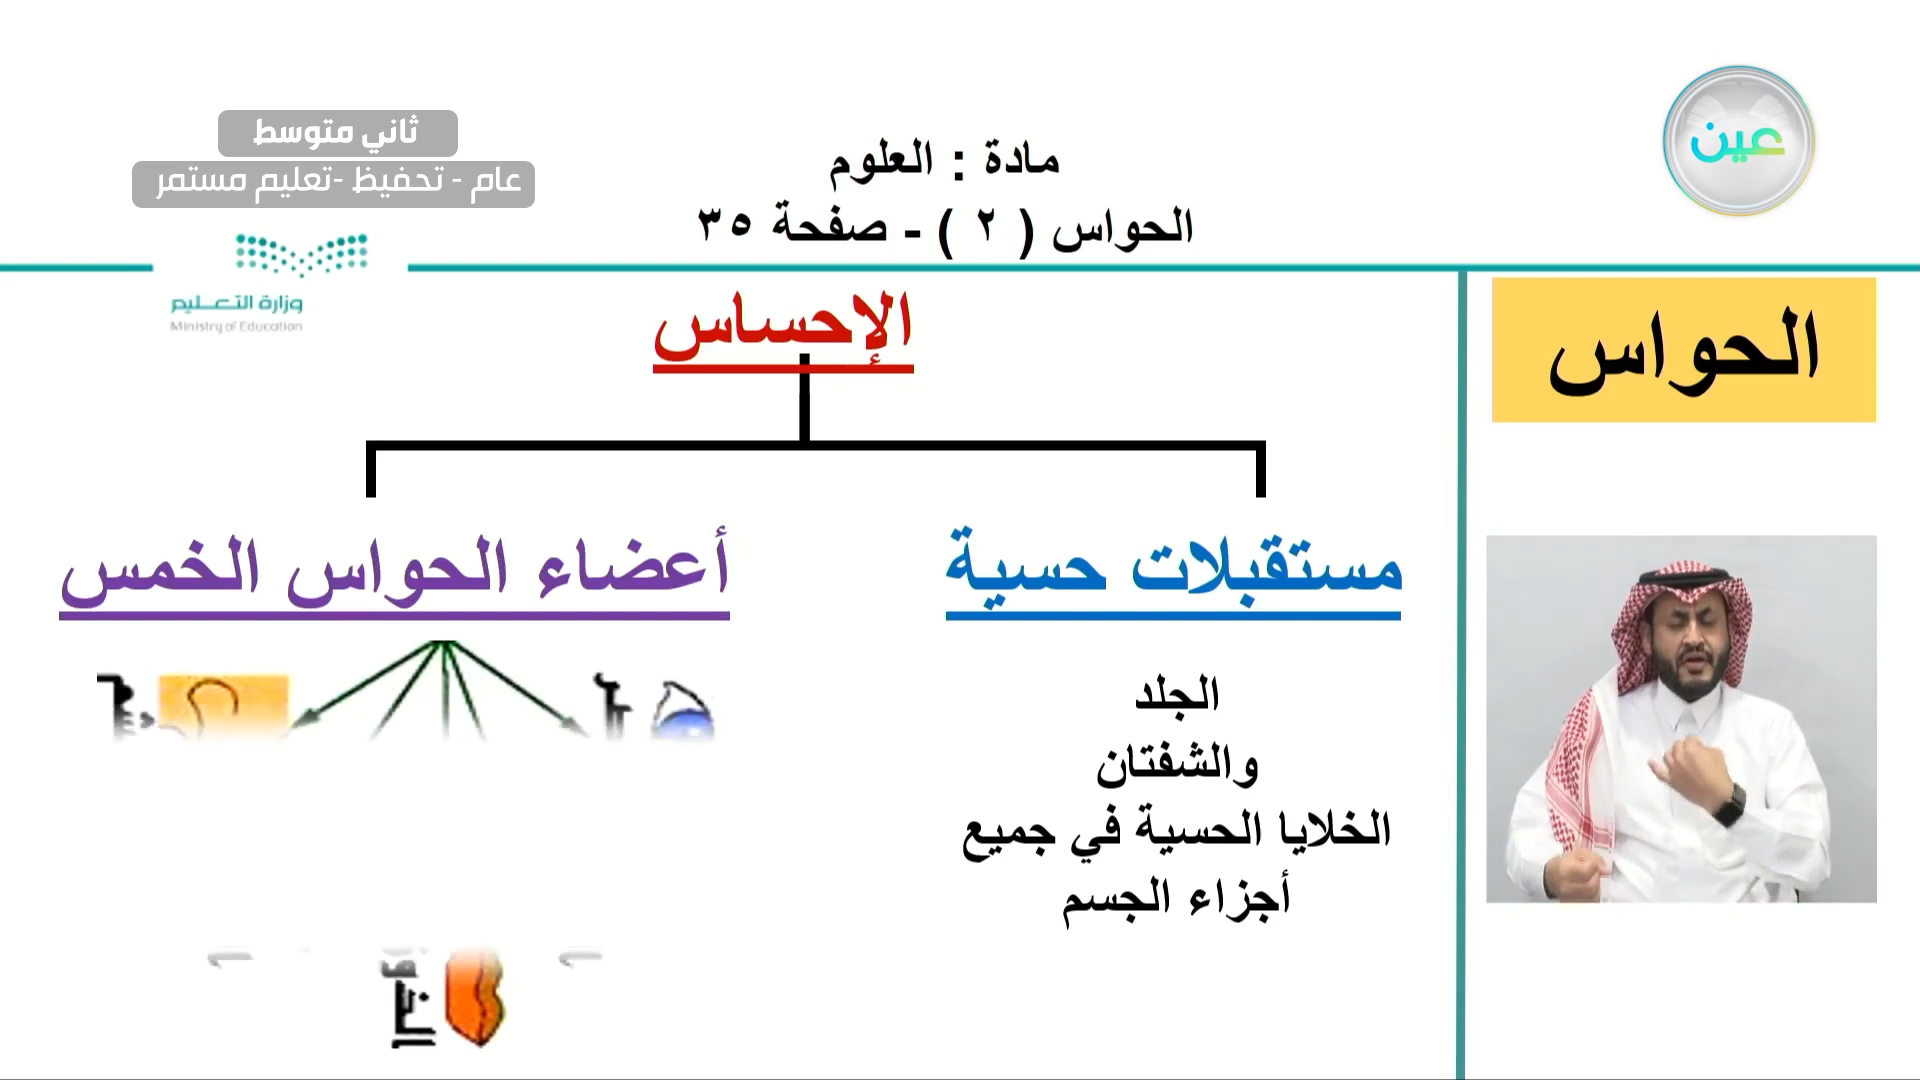 عين
ثاني متوسط
عام - تحفيظ -تعليم مستمر
مادة : العلوم
الحواس ( ٢ ) - صفحة ٣٥
وزارة التعليم
Ministry of Education
الحواس
الإحساس
مستقبلات حسية
أعضاء الحواس الخمس
الجلد
والشفتان
الخلايا الحسية في جميع
أجزاء الجسم